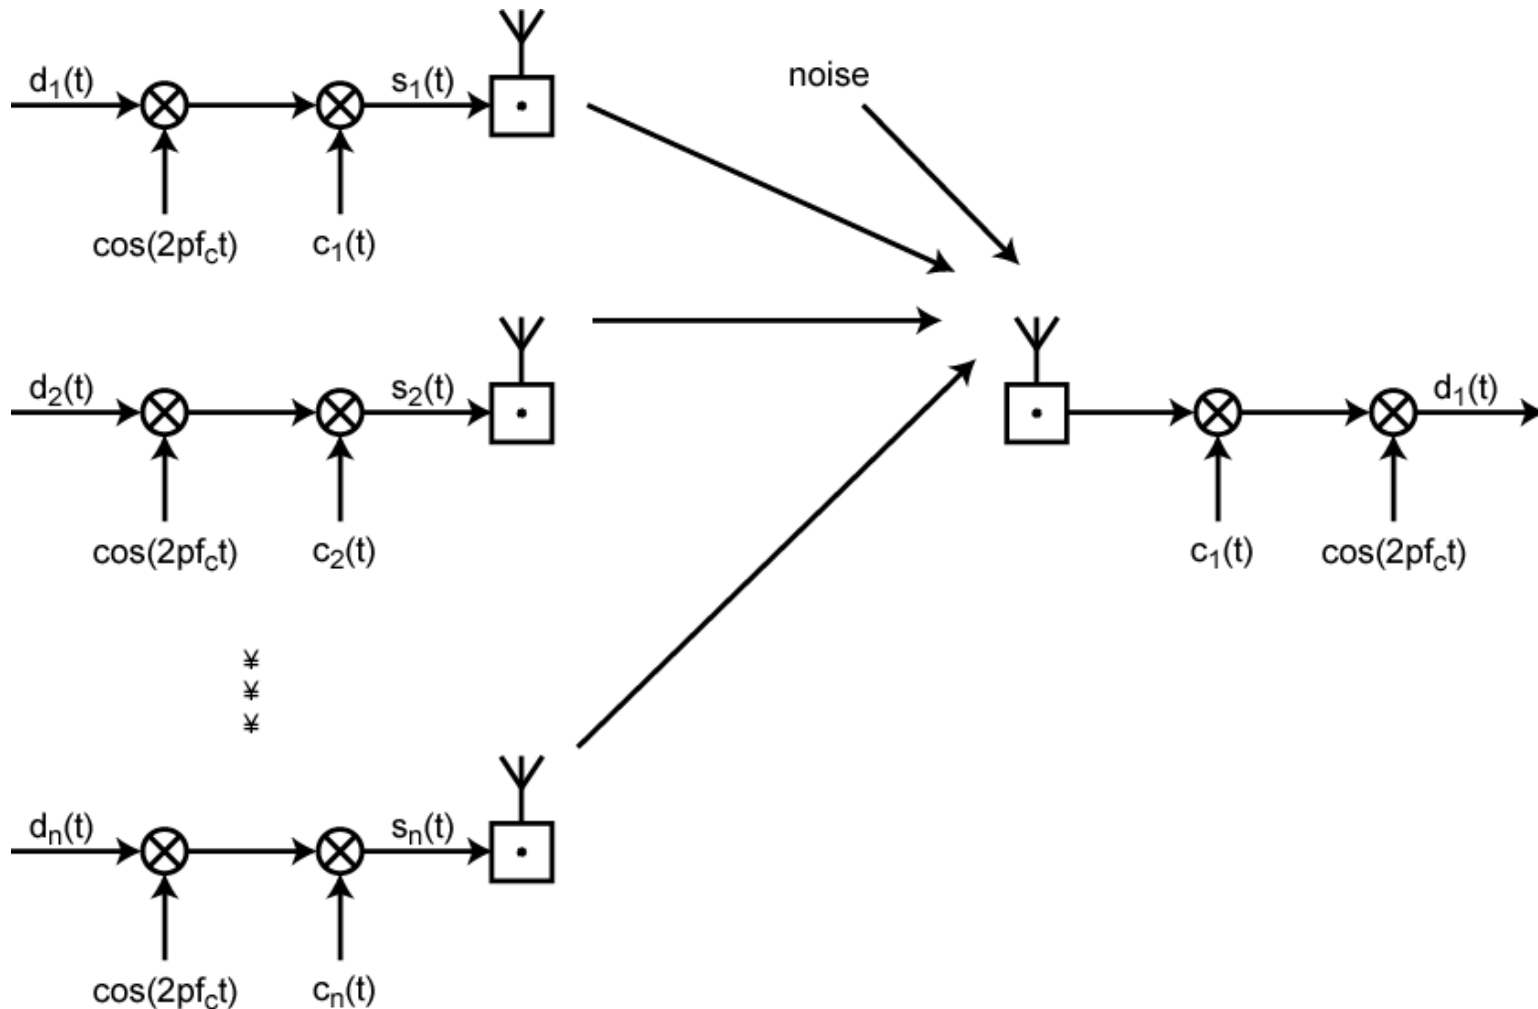 d1(t)
s1(t)
noise
cos(2pfct)
c1(t)
d2(t)
s2(t)
d1(t)
cos(2pfct)
c2(t)
c1(t)
cos(2pfct)
¥
¥
¥
dn(t)
sn(t)
cos(2pfct)
cn(t)